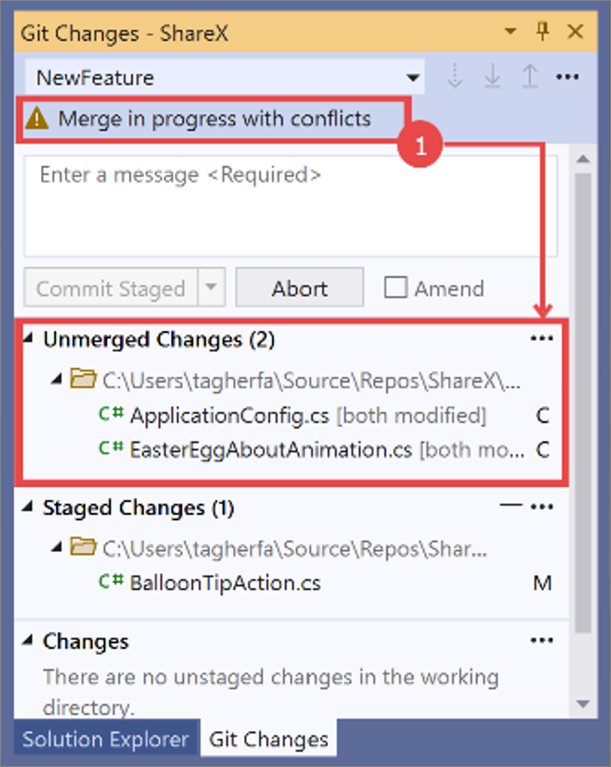 Git Changes - ShareX
NewFeature
Merge in progress with conflicts
1
Enter a message <Required>
Commit Staged
Abort
Amend
Unmerged Changes (2)
C:\Users\tagherfa\Source\Repos\ShareX\...
C# ApplicationConfig.cs [both modified] C
C# EasterEggAboutAnimation.cs [both mo... C
Staged Changes (1)
C:\Users\tagherfa\Source\Repos\Shar...
C# BalloonTipAction.cs M
Changes
There are no unstaged changes in the working
directory.
Solution Explorer Git Changes